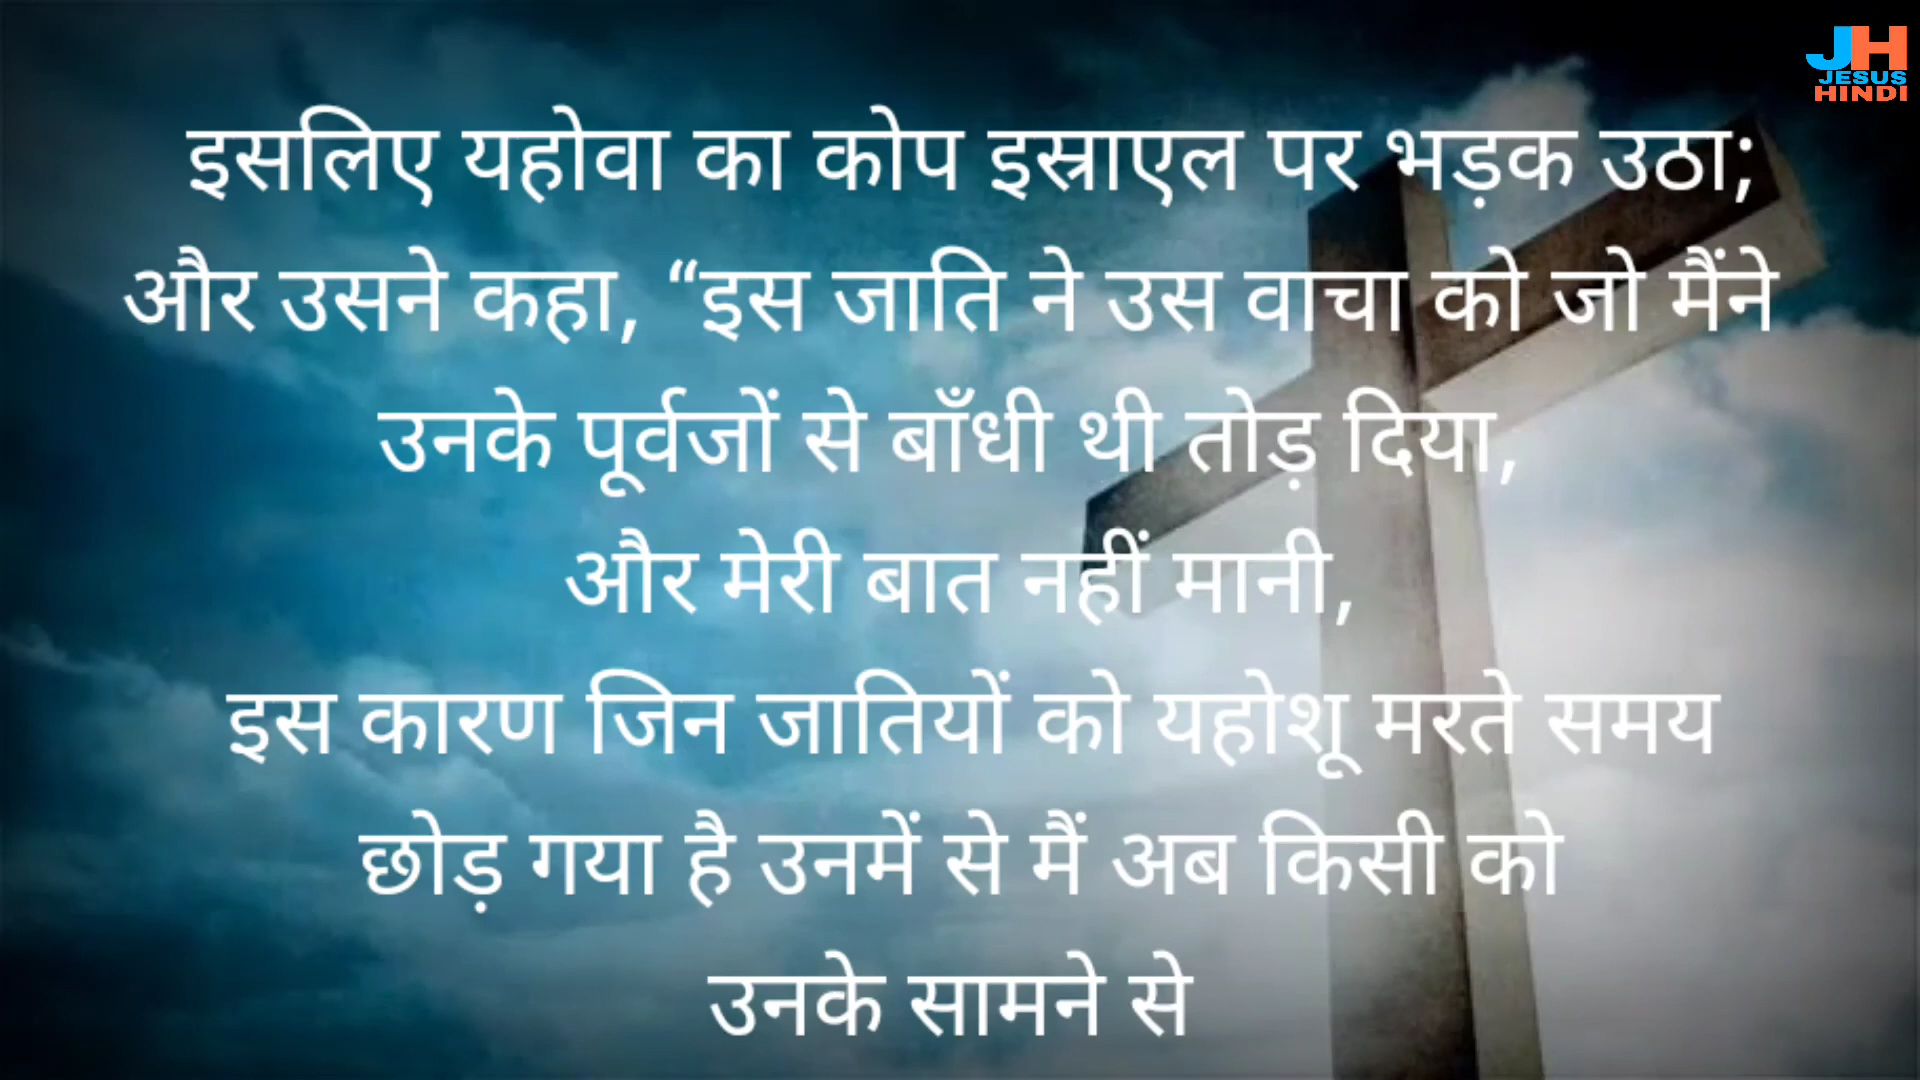 JH
JESUS
HINDI
इसलिए यहोवा का कोप इस्राएल पर भड़क उठा;
और उसने कहा, “इस जाति ने उस वाचा को जो मैंने
उनके पूर्वजों से बाँधी थी तोड़ दिया,
और मेरी बात नहीं मानी,
इस कारण जिन जातियों को यहोशू मरते समय
छोड़ गया है उनमें से मैं अब किसी को
उनके सामने से